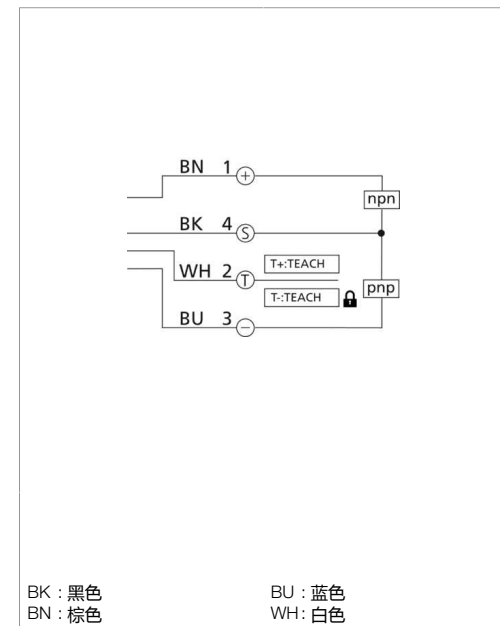 BN 1 +
npn
BK 4 S
T+:TEACH
WH 2 T
T-:TEACH
pnp
BU 3 −
BK : 黑色 BU : 蓝色
BN : 棕色 WH : 白色